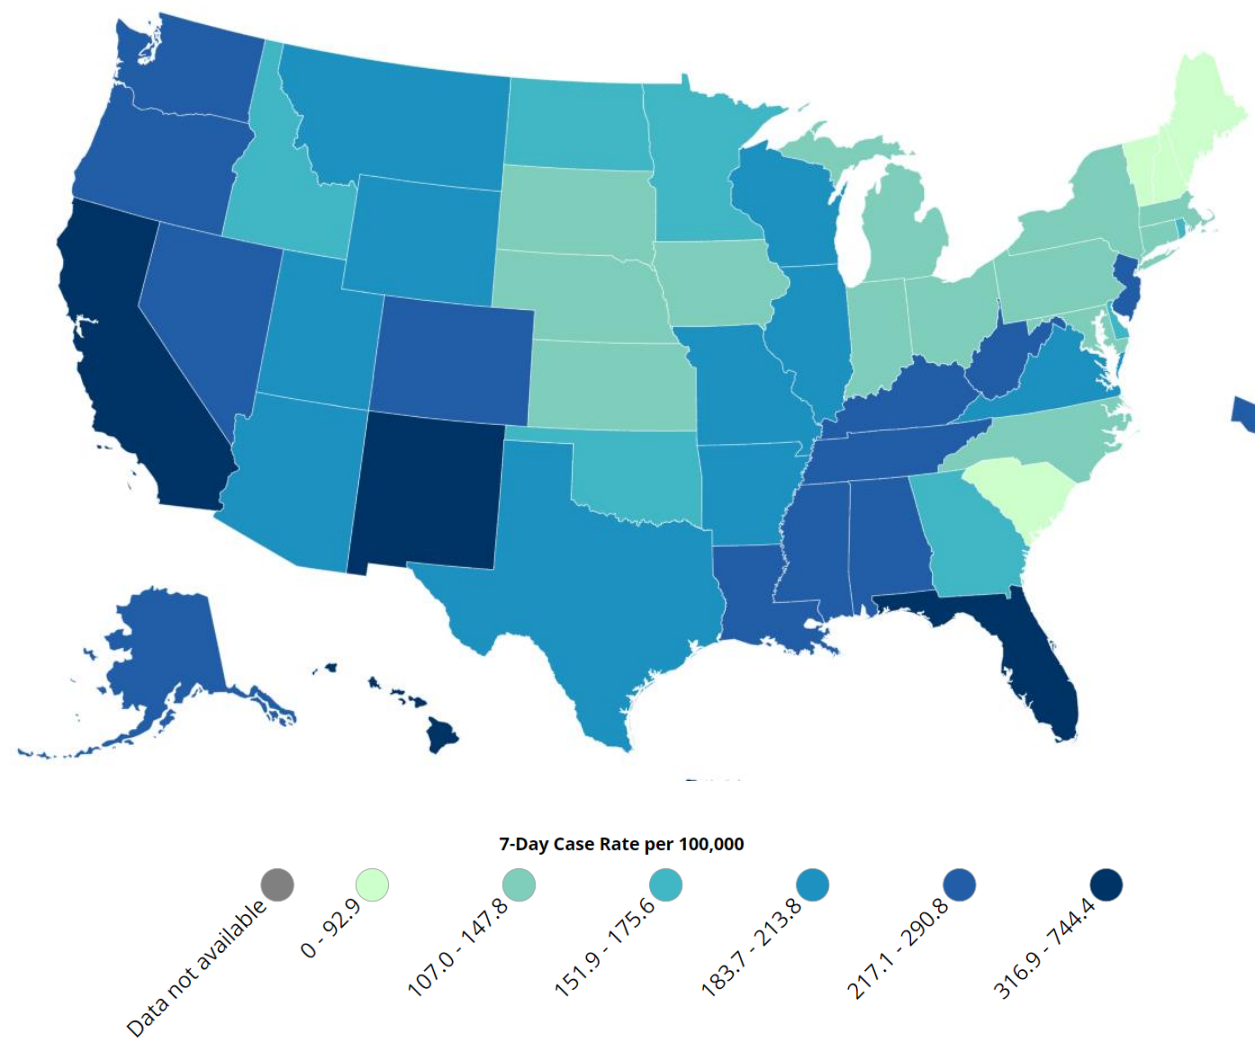 7-Day Case Rate per 100,000
Data not available
0 - 92.9
107.0 - 147.8
151.9 - 175.6
183.7 - 213.8
217.1 - 290.8
316.9 - 744.4